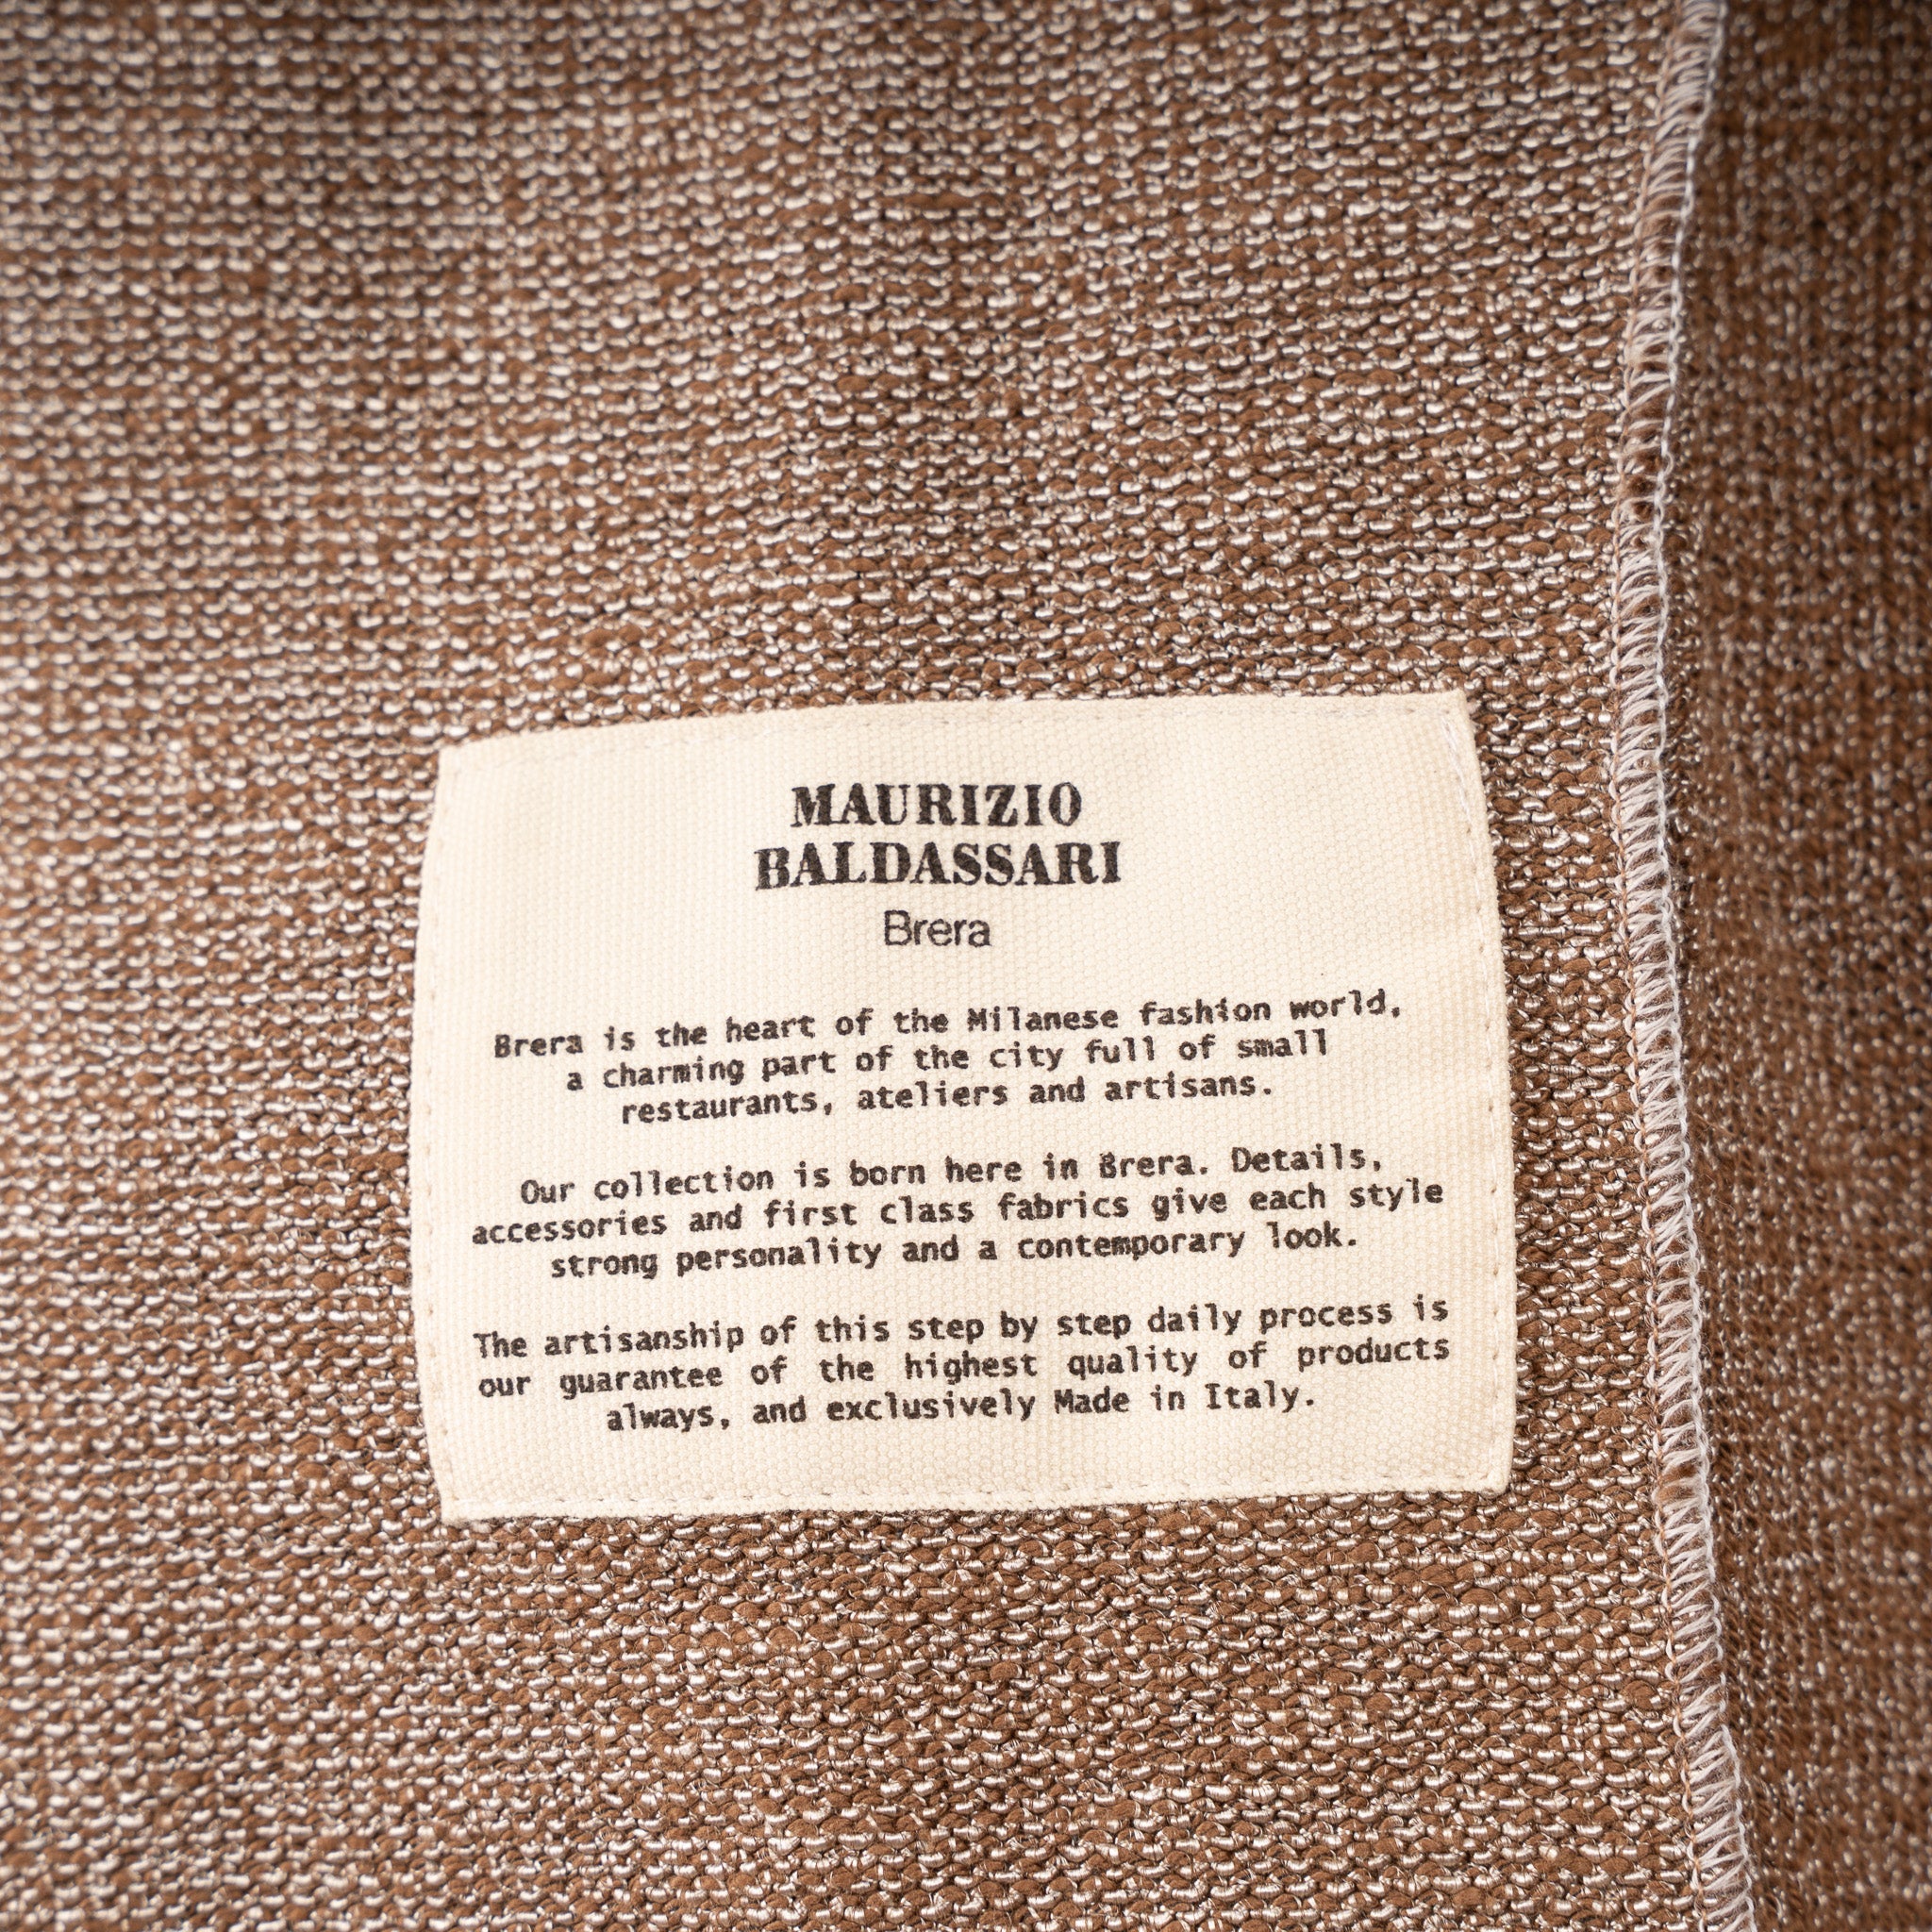 MAURIZIO
BALDASSARI
Brera
Brera is the heart of the Milanese fashion world,
a charming part of the city full of small
restaurants, ateliers and artisans.
Our collection is born here in Brera. Details,
accessories and first class fabrics give each style
strong personality and a contemporary look.
The artisanship of this step by step daily process is
our guarantee of the highest quality of products
always, and exclusively Made in Italy.